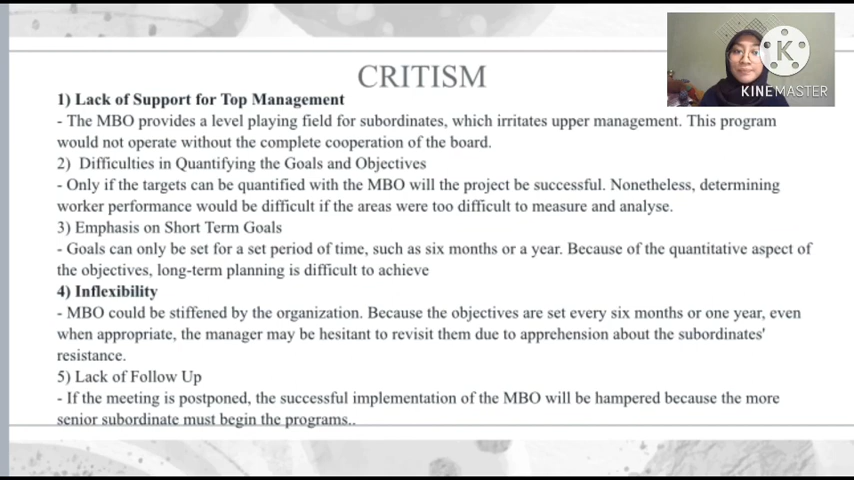 CRITISM
K
KINEMASTER
1) Lack of Support for Top Management
- The MBO provides a level playing field for subordinates, which irritates upper management. This program
would not operate without the complete cooperation of the board.
2) Difficulties in Quantifying the Goals and Objectives
- Only if the targets can be quantified with the MBO will the project be successful. Nonetheless, determining
worker performance would be difficult if the areas were too difficult to measure and analyse.
3) Emphasis on Short Term Goals
- Goals can only be set for a set period of time, such as six months or a year. Because of the quantitative aspect of
the objectives, long-term planning is difficult to achieve
4) Inflexibility
- MBO could be stiffened by the organization. Because the objectives are set every six months or one year, even
when appropriate, the manager may be hesitant to revisit them due to apprehension about the subordinates'
resistance.
5) Lack of Follow Up
- If the meeting is postponed, the successful implementation of the MBO will be hampered because the more
senior subordinate must begin the programs..